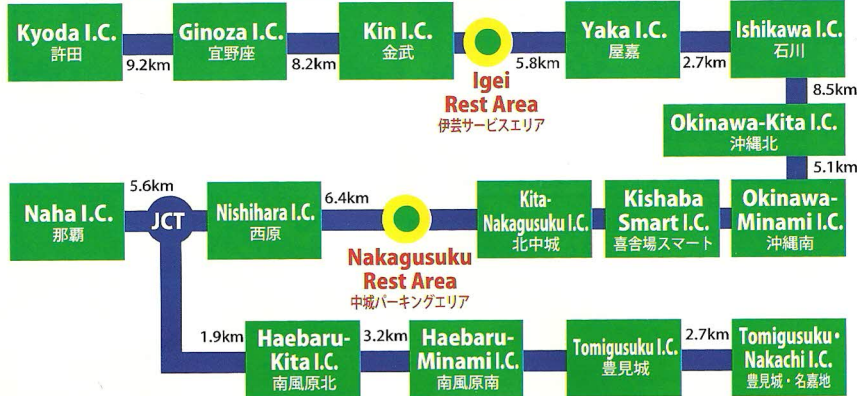 Kyoda I.C.
許田
9.2km
Ginoza I.C.
宜野座
8.2km
Kin I.C.
金武
Igei
Rest Area
伊芸サービスエリア
5.8km
Yaka I.C.
屋嘉
2.7km
Ishikawa I.C.
石川
8.5km
Okinawa-Kita I.C.
沖縄北
5.1km
Naha I.C.
那覇
5.6km
JCT
Nishihara I.C.
西原
6.4km
Nakagusuku
Rest Area
中城パーキングエリア
Kita-
Nakagusuku I.C.
北中城
Kishaba
Smart I.C.
喜舎場スマート
Okinawa-
Minami I.C.
沖縄南
1.9km
Haebaru-
Kita I.C.
南風原北
3.2km
Haebaru-
Minami I.C.
南風原南
Tomigusuku I.C.
豊見城
2.7km
Tomigusuku・
Nakachi I.C.
豊見城・名嘉地